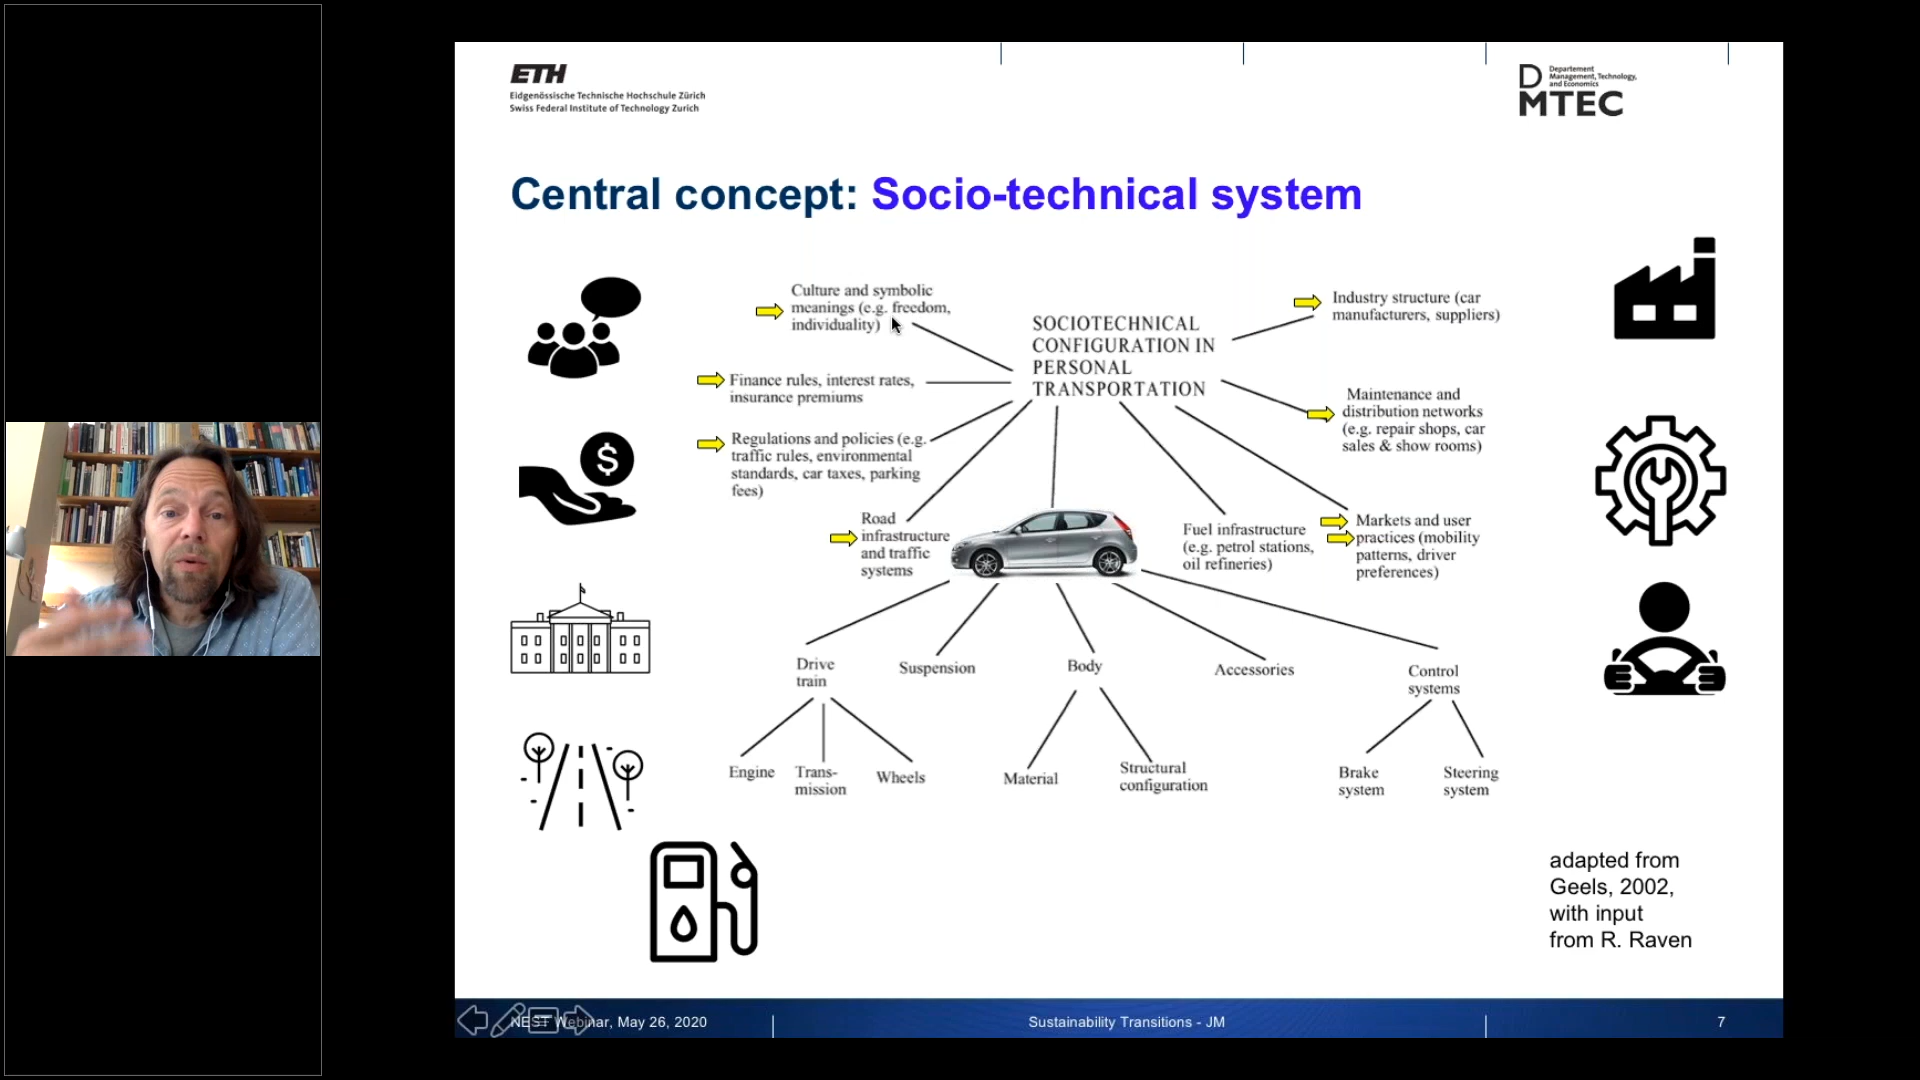 ETH
Eidgenössische Technische Hochschule Zürich
Swiss Federal Institute of Technology Zurich
D
Departement
Management, Technology,
and Economics
MTEC
Central concept: Socio-technical system
Culture and symbolic
meanings (e.g. freedom,
individuality)
SOCIOTECHNICAL
CONFIGURATION IN
PERSONAL
TRANSPORTATION
Industry structure (car
manufacturers, suppliers)
Finance rules, interest rates,
insurance premiums
Maintenance and
distribution networks
(e.g. repair shops, car
sales & show rooms)
Regulations and policies (e.g.
traffic rules, environmental
standards, car taxes, parking
fees)
$
Road
infrastructure
and traffic
systems
Fuel infrastructure
(e.g. petrol stations,
oil refineries)
Markets and user
practices (mobility
patterns, driver
preferences)
Drive
train
Suspension
Body
Accessories
Control
systems
Engine
Trans-
mission
Wheels
Material
Structural
configuration
Brake
system
Steering
system
adapted from
Geels, 2002,
with input
from R. Raven
NEST Webinar, May 26, 2020
Sustainability Transitions - JM
7